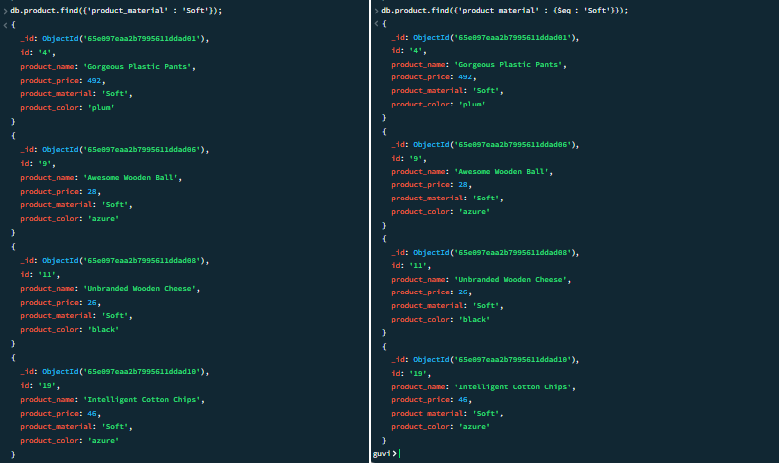 > db.product.find({'product_material' : 'Soft'});
< {
_id: ObjectId('65e097eaa2b7995611ddad01'),
id: '4',
product_name: 'Gorgeous Plastic Pants',
product_price: 492,
product_material: 'Soft',
product_color: 'plum'
}
{
_id: ObjectId('65e097eaa2b7995611ddad06'),
id: '9',
product_name: 'Awesome Wooden Ball',
product_price: 28,
product_material: 'Soft',
product_color: 'azure'
}
{
_id: ObjectId('65e097eaa2b7995611ddad08'),
id: '11',
product_name: 'Unbranded Wooden Cheese',
product_price: 26,
product_material: 'Soft',
product_color: 'black'
}
{
_id: ObjectId('65e097eaa2b7995611ddad10'),
id: '19',
product_name: 'Intelligent Cotton Chips',
product_price: 46,
product_material: 'Soft',
product_color: 'azure'
}
> db.product.find({'product material' : {$eq : 'Soft'}});
< {
_id: ObjectId('65e097eaa2b7995611ddad01'),
id: '4',
product_name: 'Gorgeous Plastic Pants',
product_price: 492,
product_material: 'Soft',
product_color: 'plum'
}
{
_id: ObjectId('65e097eaa2b7995611ddad06'),
id: '9',
product_name: 'Awesome Wooden Ball',
product_price: 28,
product_material: 'Soft',
product_color: 'azure'
}
{
_id: ObjectId('65e097eaa2b7995611ddad08'),
id: '11',
product_name: 'Unbranded Wooden Cheese',
product_price: 26,
product_material: 'Soft',
product_color: 'black'
}
{
_id: ObjectId('65e097eaa2b7995611ddad10'),
id: '19',
product_name: 'Intelligent Cotton Chips',
product_price: 46,
product material: 'Soft',
product_color: 'azure'
}
guvi>